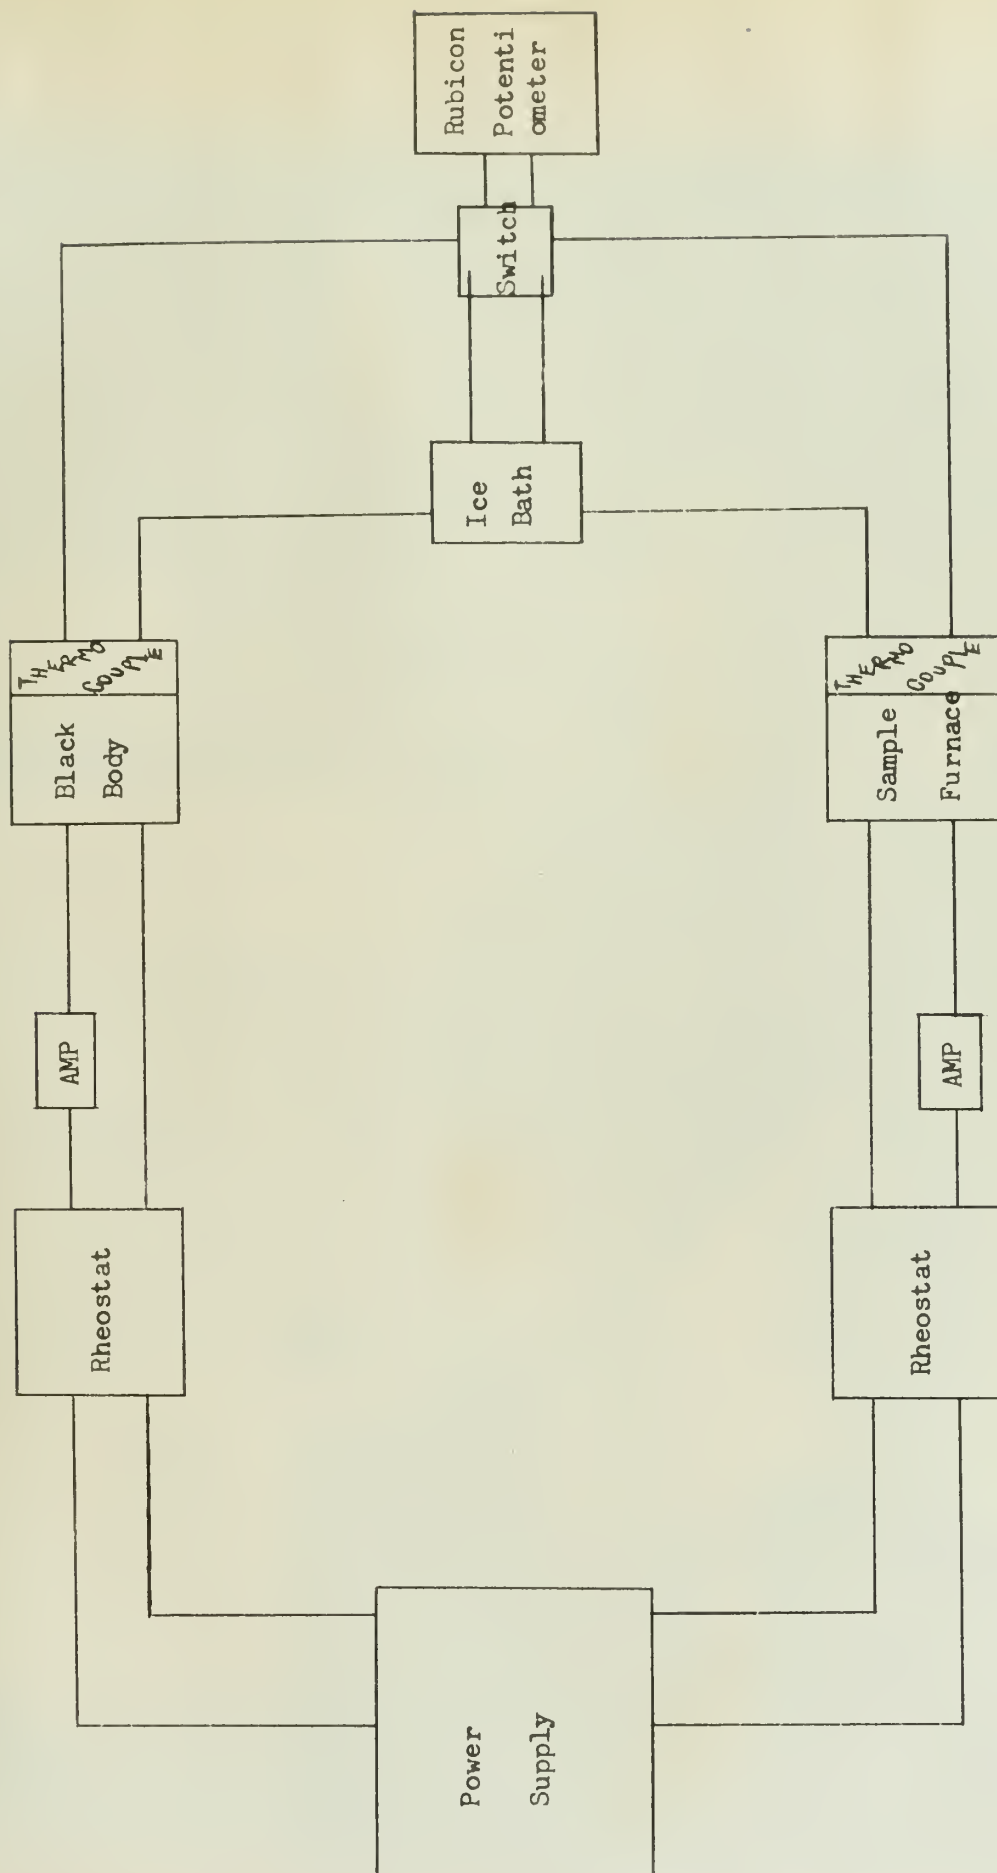 Rubicon
Potenti
ometer
Switch
Ice
Bath
THERMO
COUPLE
Black
Body
THERMO
COUPLE
Sample
Furnace
AMP
AMP
Rheostat
Rheostat
Power
Supply